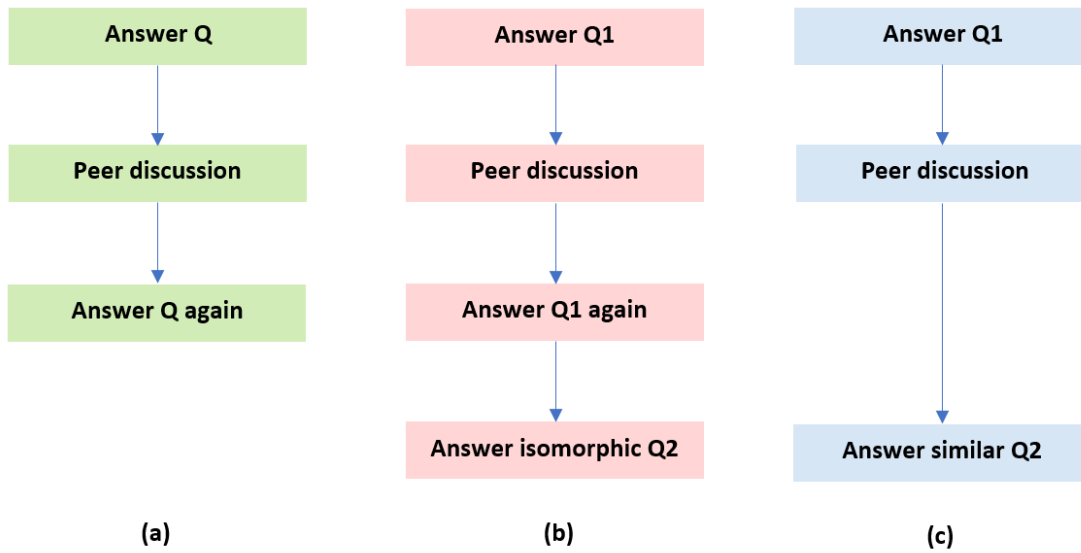 Answer Q
Peer discussion
Answer Q again
(a)
Answer Q1
Peer discussion
Answer Q1 again
Answer isomorphic Q2
(b)
Answer Q1
Peer discussion
Answer similar Q2
(c)